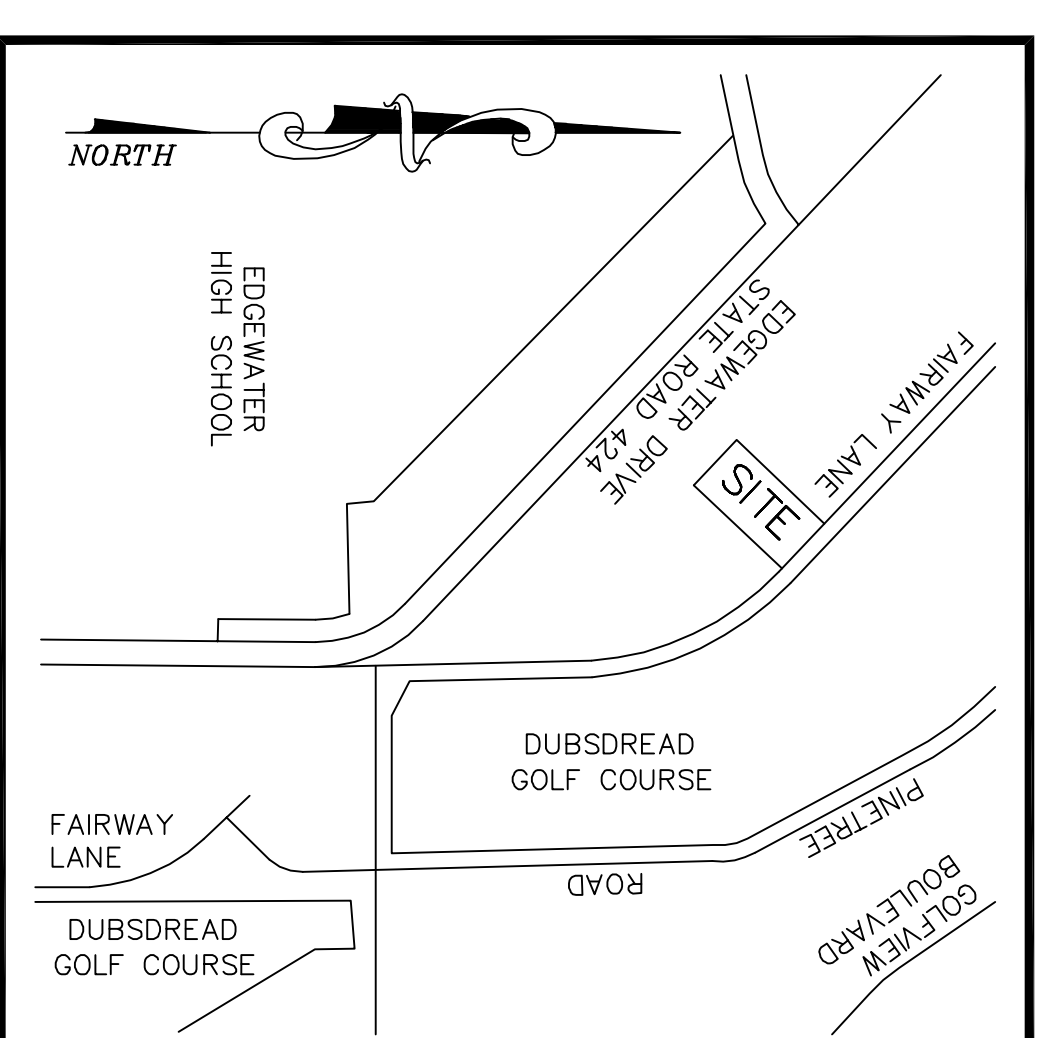 NORTH
EDGEWATER
HIGH SCHOOL
EDGEWATER DRIVE
STATE ROAD 424
FAIRWAY LANE
SITE
DUBSDREAD
GOLF COURSE
FAIRWAY
LANE
PINETREE
ROAD
GOLFVIEW
BOULEVARD
DUBSDREAD
GOLF COURSE